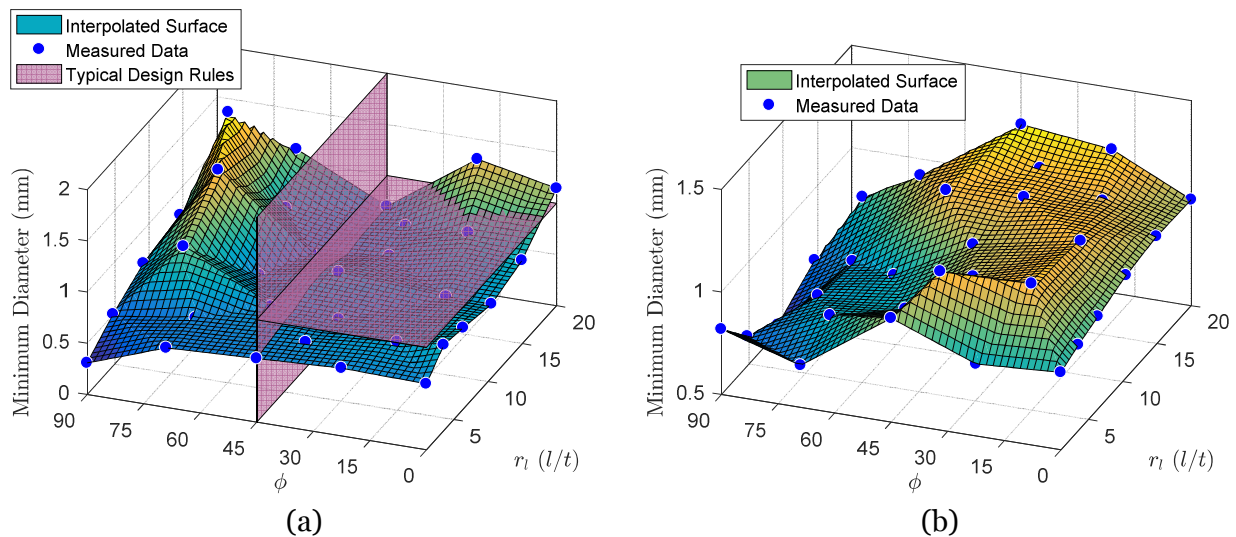 Interpolated Surface
Measured Data
Typical Design Rules
Minimum Diameter (mm)
2
1.5
1
0.5
0
90
75
60
45
30
15
0
ϕ
5
10
15
20
r_l (l/t)
(a)
Interpolated Surface
Measured Data
Minimum Diameter (mm)
1.5
1
0.5
90
75
60
45
30
15
0
ϕ
5
10
15
20
r_l (l/t)
(b)